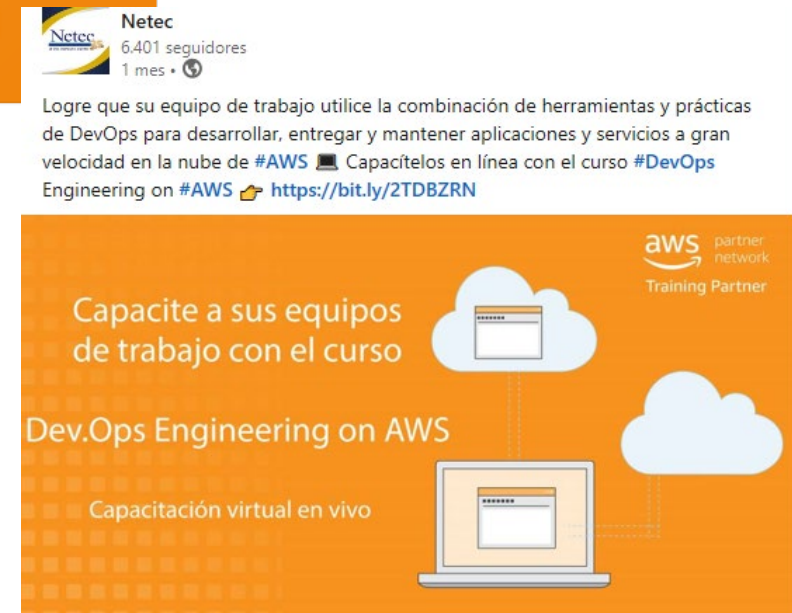 Netec
Netec
6.401 seguidores
1 mes •
Logre que su equipo de trabajo utilice la combinación de herramientas y prácticas
de DevOps para desarrollar, entregar y mantener aplicaciones y servicios a gran
velocidad en la nube de #AWS 💻 Capacítelos en línea con el curso #DevOps
Engineering on #AWS 👉 https://bit.ly/2TDBZRN
aws partner
network
Training Partner
Capacite a sus equipos
de trabajo con el curso
Dev.Ops Engineering on AWS
Capacitación virtual en vivo